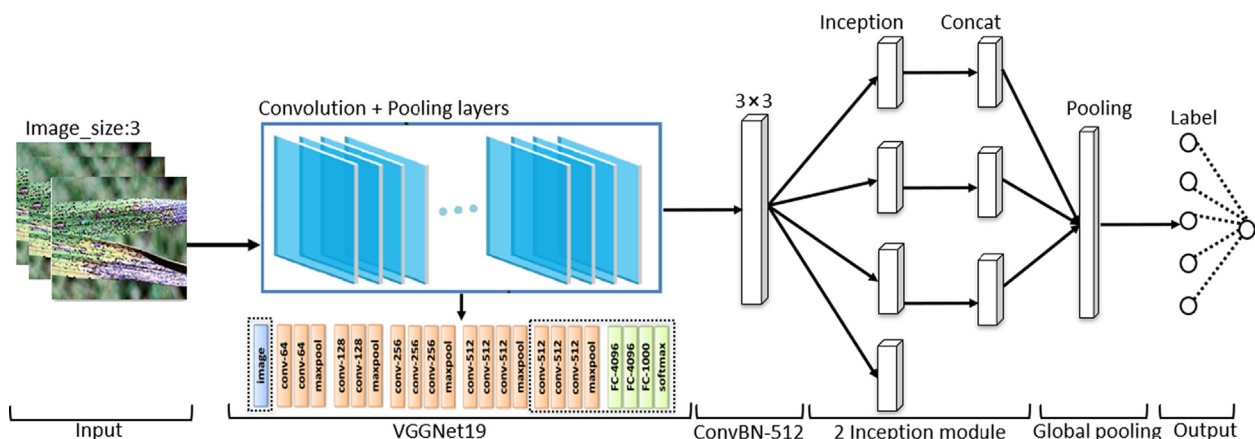 Inception
Concat
Convolution + Pooling layers
3×3
Pooling
Label
Image_size:3
image
conv-64
conv-64
maxpool
conv-128
conv-128
maxpool
conv-256
conv-256
conv-256
maxpool
conv-512
conv-512
conv-512
maxpool
conv-512
conv-512
conv-512
maxpool
FC-4096
FC-4096
FC-1000
softmax
Input
VGGNet19
ConvBN-512
2 Inception module
Global pooling
Output